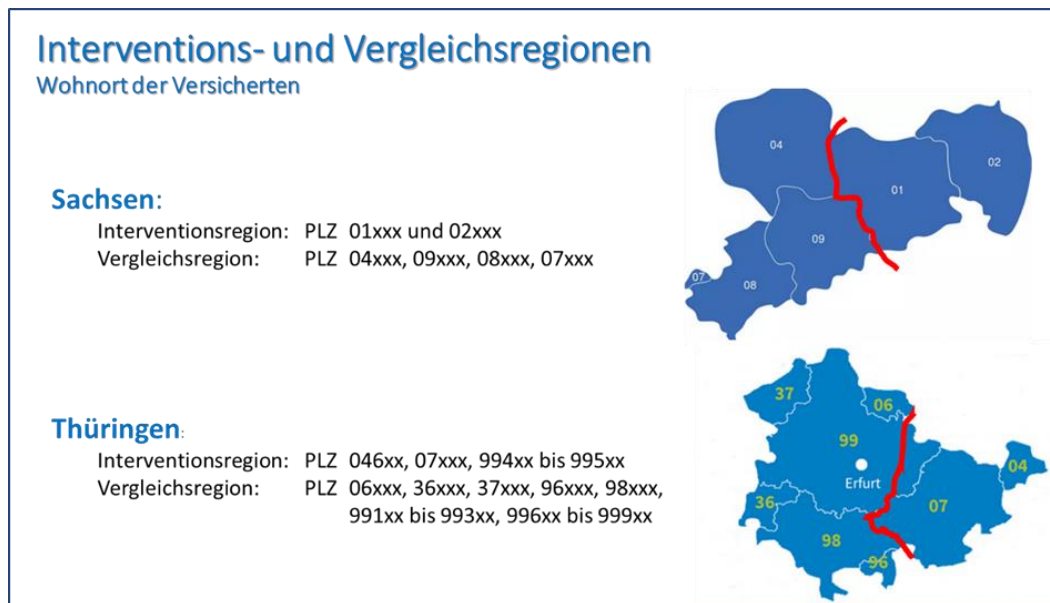 Interventions- und Vergleichsregionen
Wohnort der Versicherten
Sachsen:
Interventionsregion: PLZ 01xxx und 02xxx
Vergleichsregion: PLZ 04xxx, 09xxx, 08xxx, 07xxx
04
02
01
09
07
08
Thüringen:
Interventionsregion: PLZ 046xx, 07xxx, 994xx bis 995xx
Vergleichsregion: PLZ 06xxx, 36xxx, 37xxx, 96xxx, 98xxx,
991xx bis 993xx, 996xx bis 999xx
37
06
99
04
Erfurt
36
07
98
96